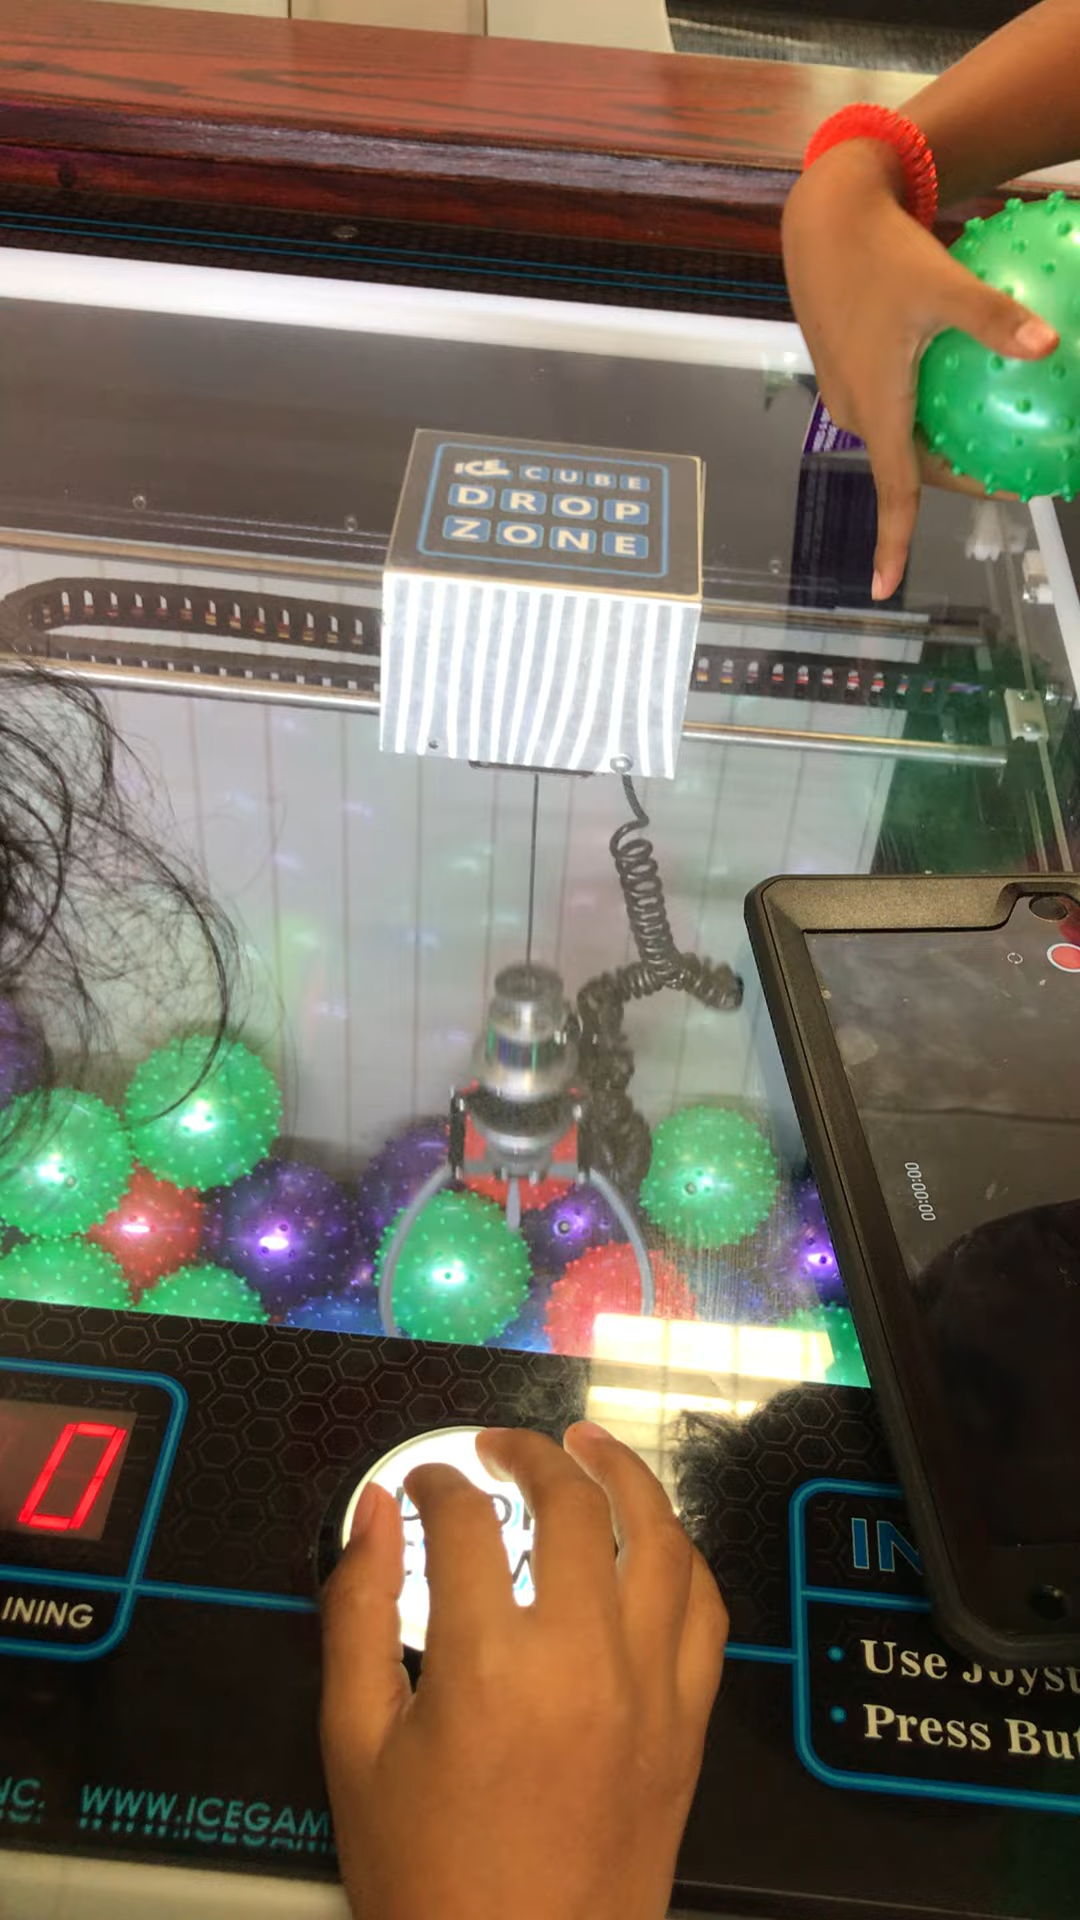 ICE CUBE
DROP
ZONE
00:00:00
0
INING
IN
• Use Joyst
• Press But
NC. WWW.ICEGAM